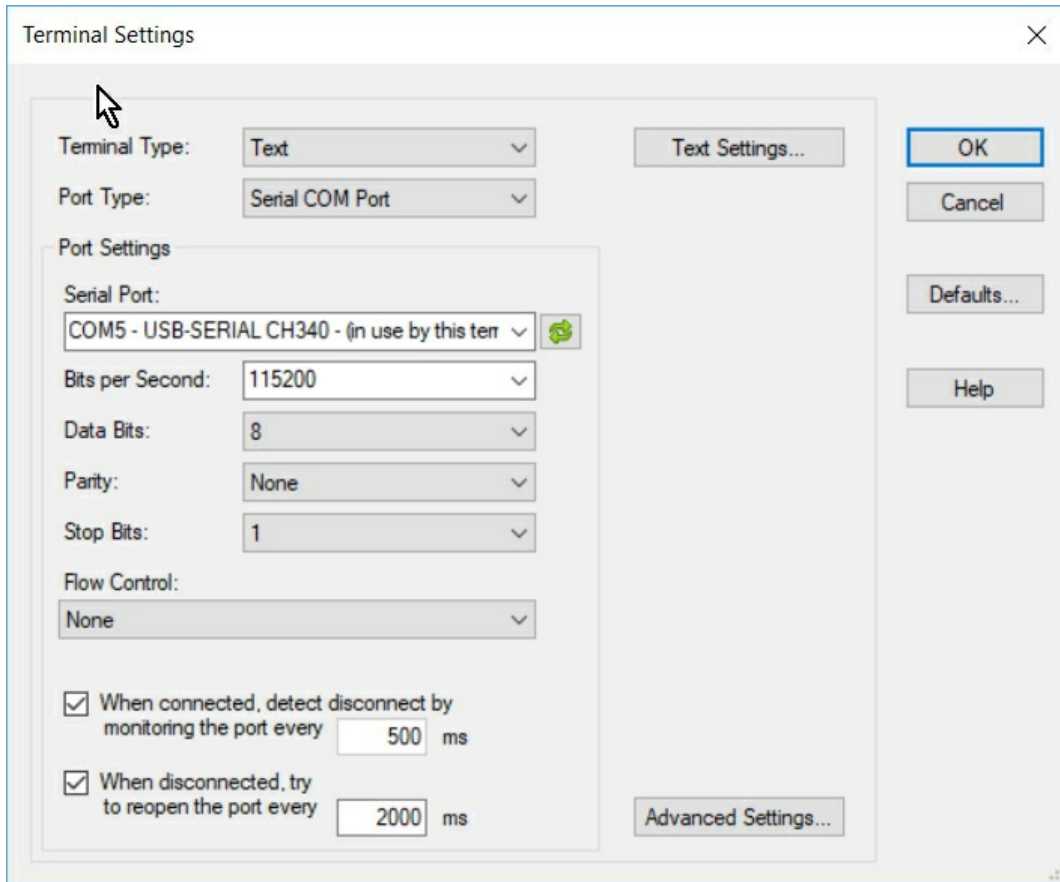 Terminal Settings
Terminal Type: Text Text Settings... OK
Port Type: Serial COM Port Cancel
Port Settings
Serial Port:
COM5 - USB-SERIAL CH340 - (in use by this terr Defaults...
Bits per Second: 115200 Help
Data Bits: 8
Parity: None
Stop Bits: 1
Flow Control:
None
When connected, detect disconnect by
monitoring the port every 500 ms
When disconnected, try
to reopen the port every 2000 ms Advanced Settings...